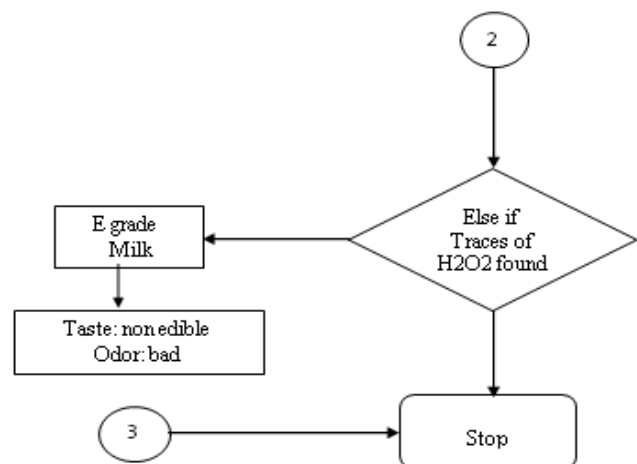 2
Else if
Traces of
H2O2 found
E grade
Milk
Taste: non edible
Odor: bad
3
Stop